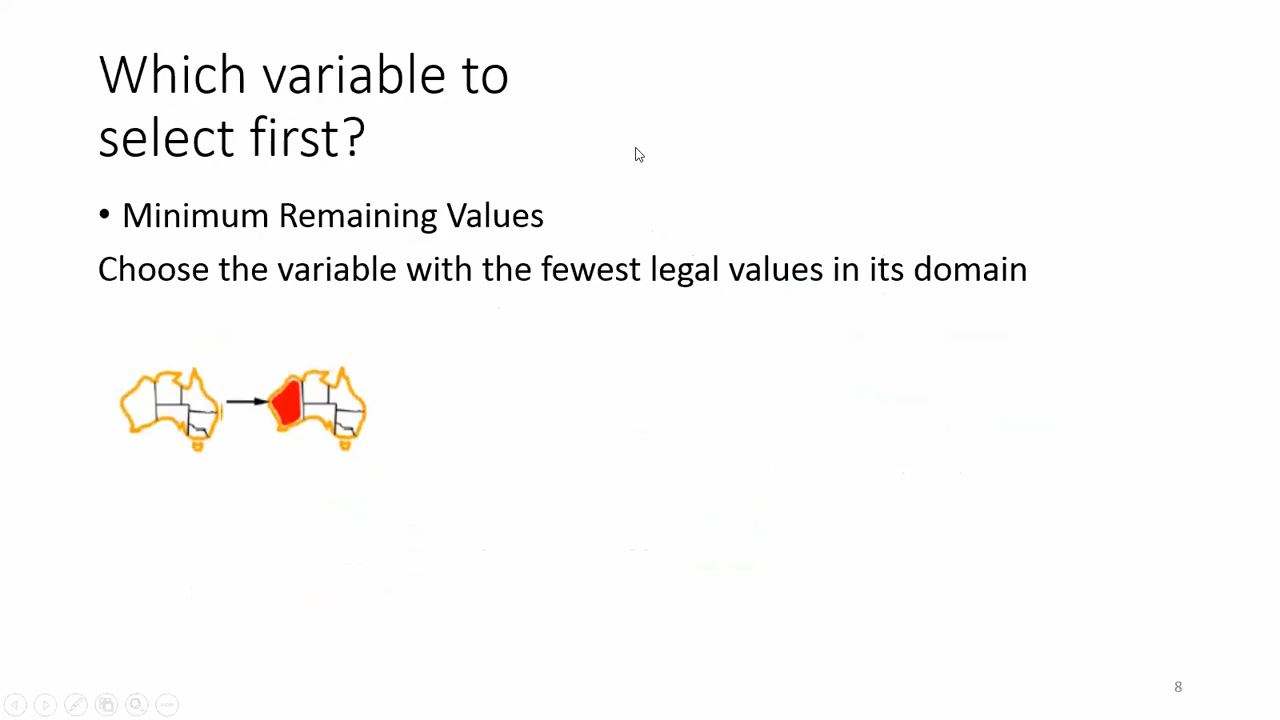 Which variable to
select first?
• Minimum Remaining Values
Choose the variable with the fewest legal values in its domain
8